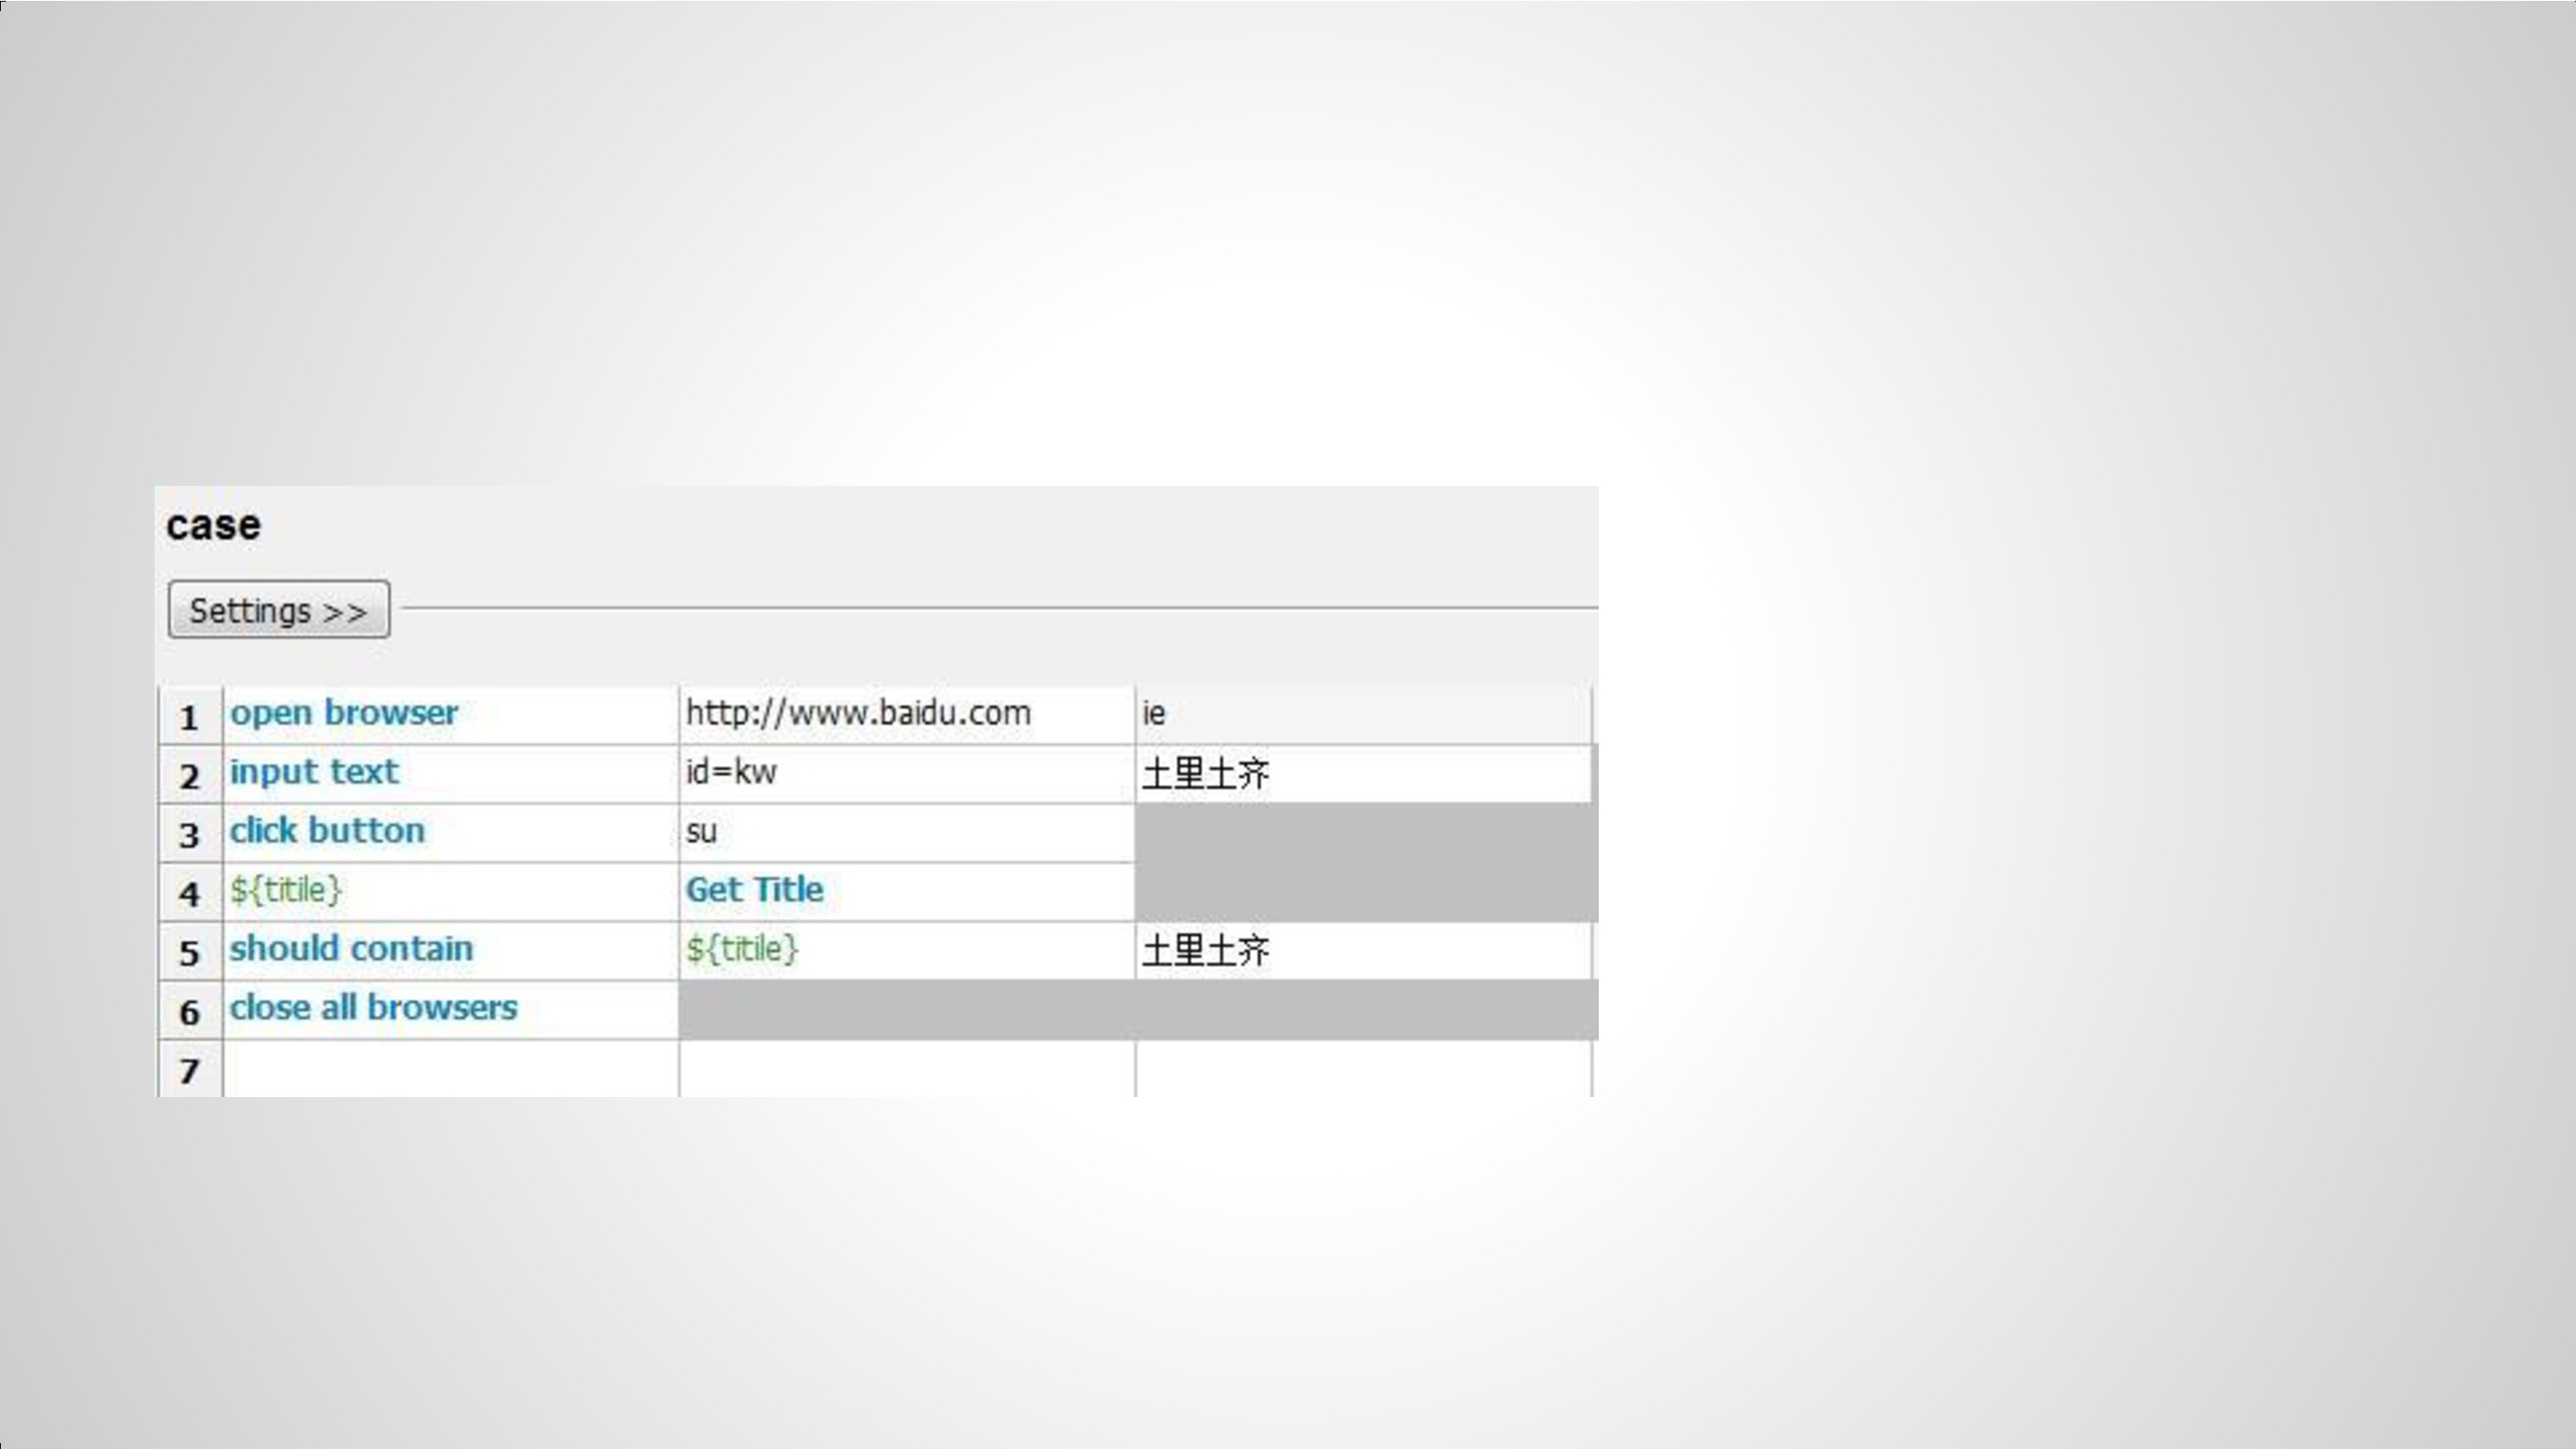 case
Settings >>
1 open browser http://www.baidu.com ie
2 input text id=kw 土里土齐
3 click button su
4 ${titile} Get Title
5 should contain ${titile} 土里土齐
6 close all browsers
7